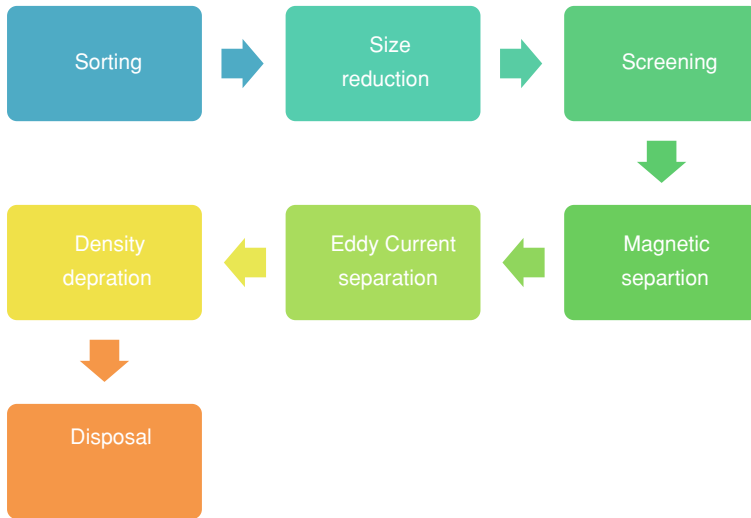 Sorting
Size
reduction
Screening
Magnetic
separtion
Eddy Current
separation
Density
depration
Disposal